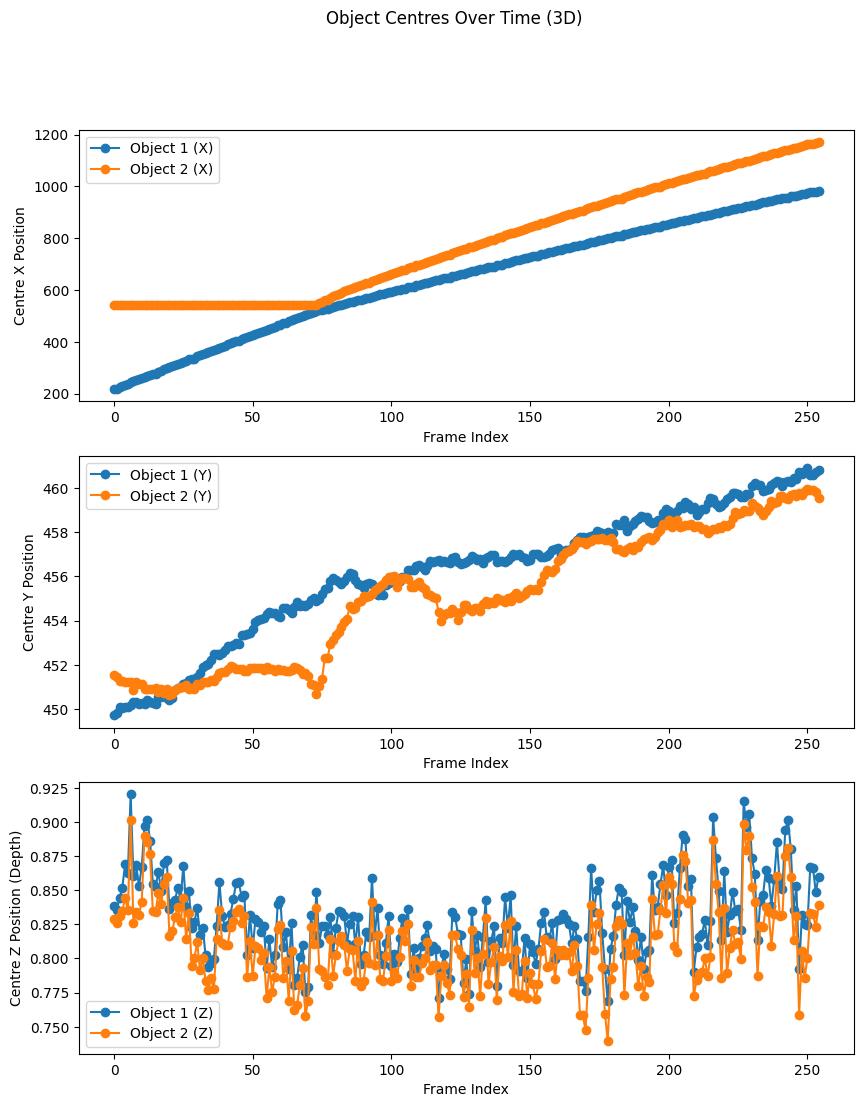 Object Centres Over Time (3D)
1200
1000
800
600
400
200
Centre X Position
Object 1 (X)
Object 2 (X)
0 50 100 150 200 250
Frame Index
460
458
456
454
452
450
Centre Y Position
Object 1 (Y)
Object 2 (Y)
0 50 100 150 200 250
Frame Index
0.925
0.900
0.875
0.850
0.825
0.800
0.775
0.750
Centre Z Position (Depth)
Object 1 (Z)
Object 2 (Z)
0 50 100 150 200 250
Frame Index